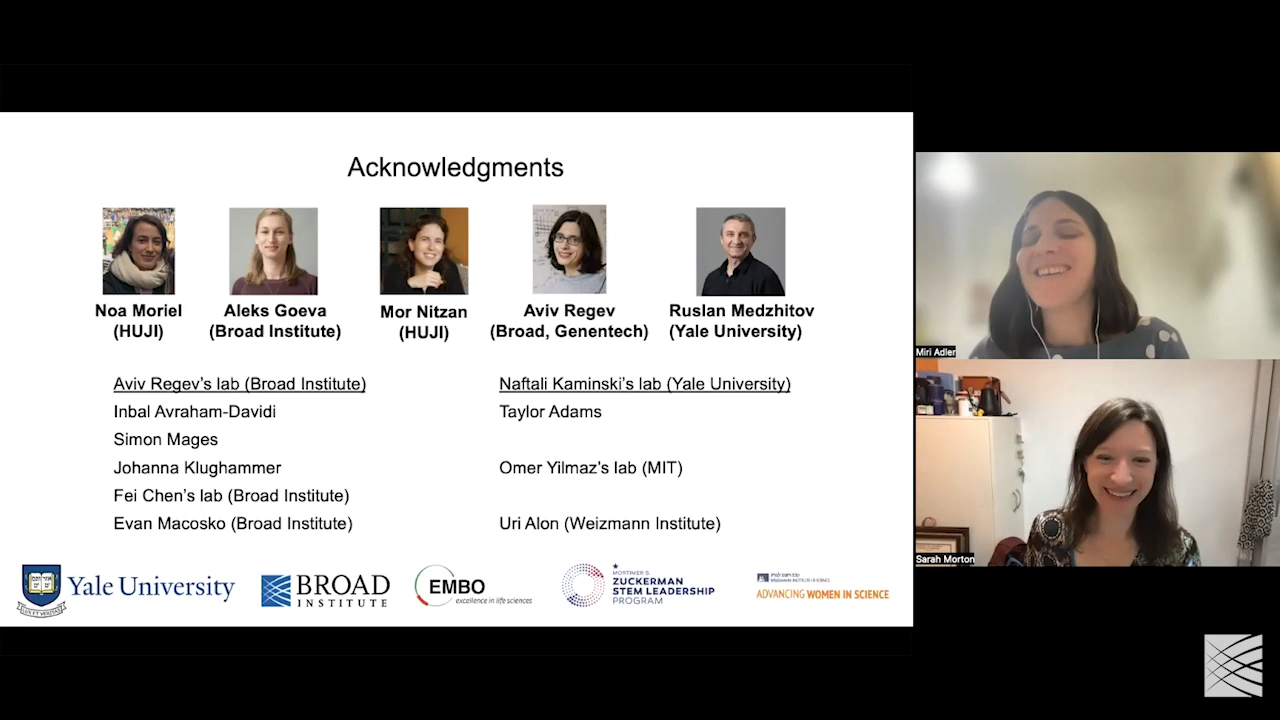 Acknowledgments
Noa Moriel
(HUJI)
Aleks Goeva
(Broad Institute)
Mor Nitzan
(HUJI)
Aviv Regev
(Broad, Genentech)
Ruslan Medzhitov
(Yale University)
Aviv Regev's lab (Broad Institute)
Inbal Avraham-Davidi
Simon Mages
Johanna Klughammer
Fei Chen's lab (Broad Institute)
Evan Macosko (Broad Institute)
Naftali Kaminski's lab (Yale University)
Taylor Adams
Omer Yilmaz's lab (MIT)
Uri Alon (Weizmann Institute)
Yale University
BROAD
INSTITUTE
EMBO
excellence in life sciences
MORTIMER B.
ZUCKERMAN
STEM LEADERSHIP
PROGRAM
WEIZMANN INSTITUTE OF SCIENCE
ADVANCING WOMEN IN SCIENCE
Miri Adler
Sarah Morton